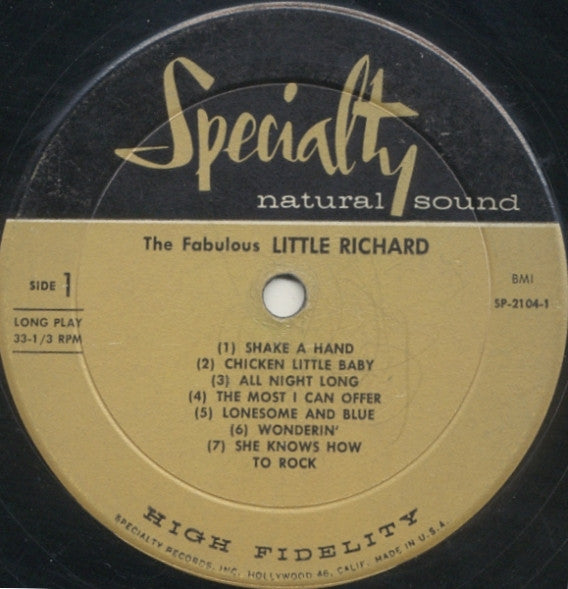 Specialty
natural sound
The Fabulous LITTLE RICHARD
SIDE 1
BMI
SP-2104-1
LONG PLAY
33-1/3 RPM
(1) SHAKE A HAND
(2) CHICKEN LITTLE BABY
(3) ALL NIGHT LONG
(4) THE MOST I CAN OFFER
(5) LONESOME AND BLUE
(6) WONDERIN'
(7) SHE KNOWS HOW
TO ROCK
HIGH FIDELITY
SPECIALTY RECORDS, INC. HOLLYWOOD 46, CALIF. MADE IN U.S.A.